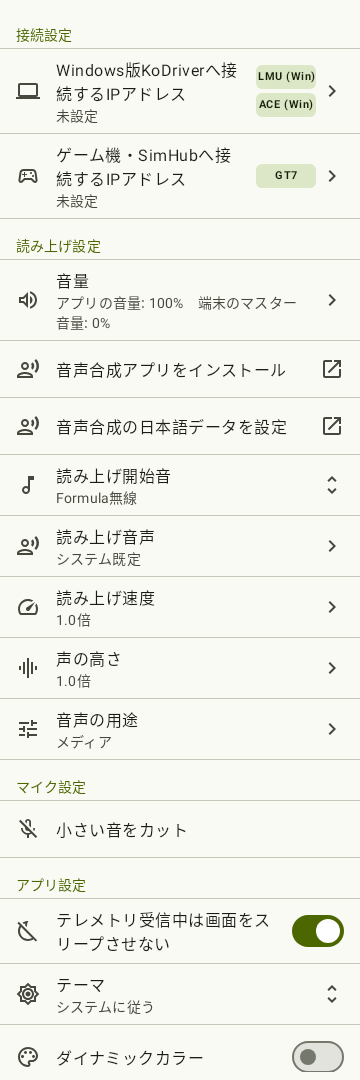 接続設定
Windows版KoDriverへ接
続するIPアドレス
未設定
LMU (Win)
ACE (Win)
ゲーム機・SimHubへ接
続するIPアドレス
未設定
GT7
読み上げ設定
音量
アプリの音量: 100%　端末のマスター
音量: 0%
音声合成アプリをインストール
音声合成の日本語データを設定
読み上げ開始音
Formula無線
読み上げ音声
システム既定
読み上げ速度
1.0倍
声の高さ
1.0倍
音声の用途
メディア
マイク設定
小さい音をカット
アプリ設定
テレメトリ受信中は画面をス
リープさせない
テーマ
システムに従う
ダイナミックカラー